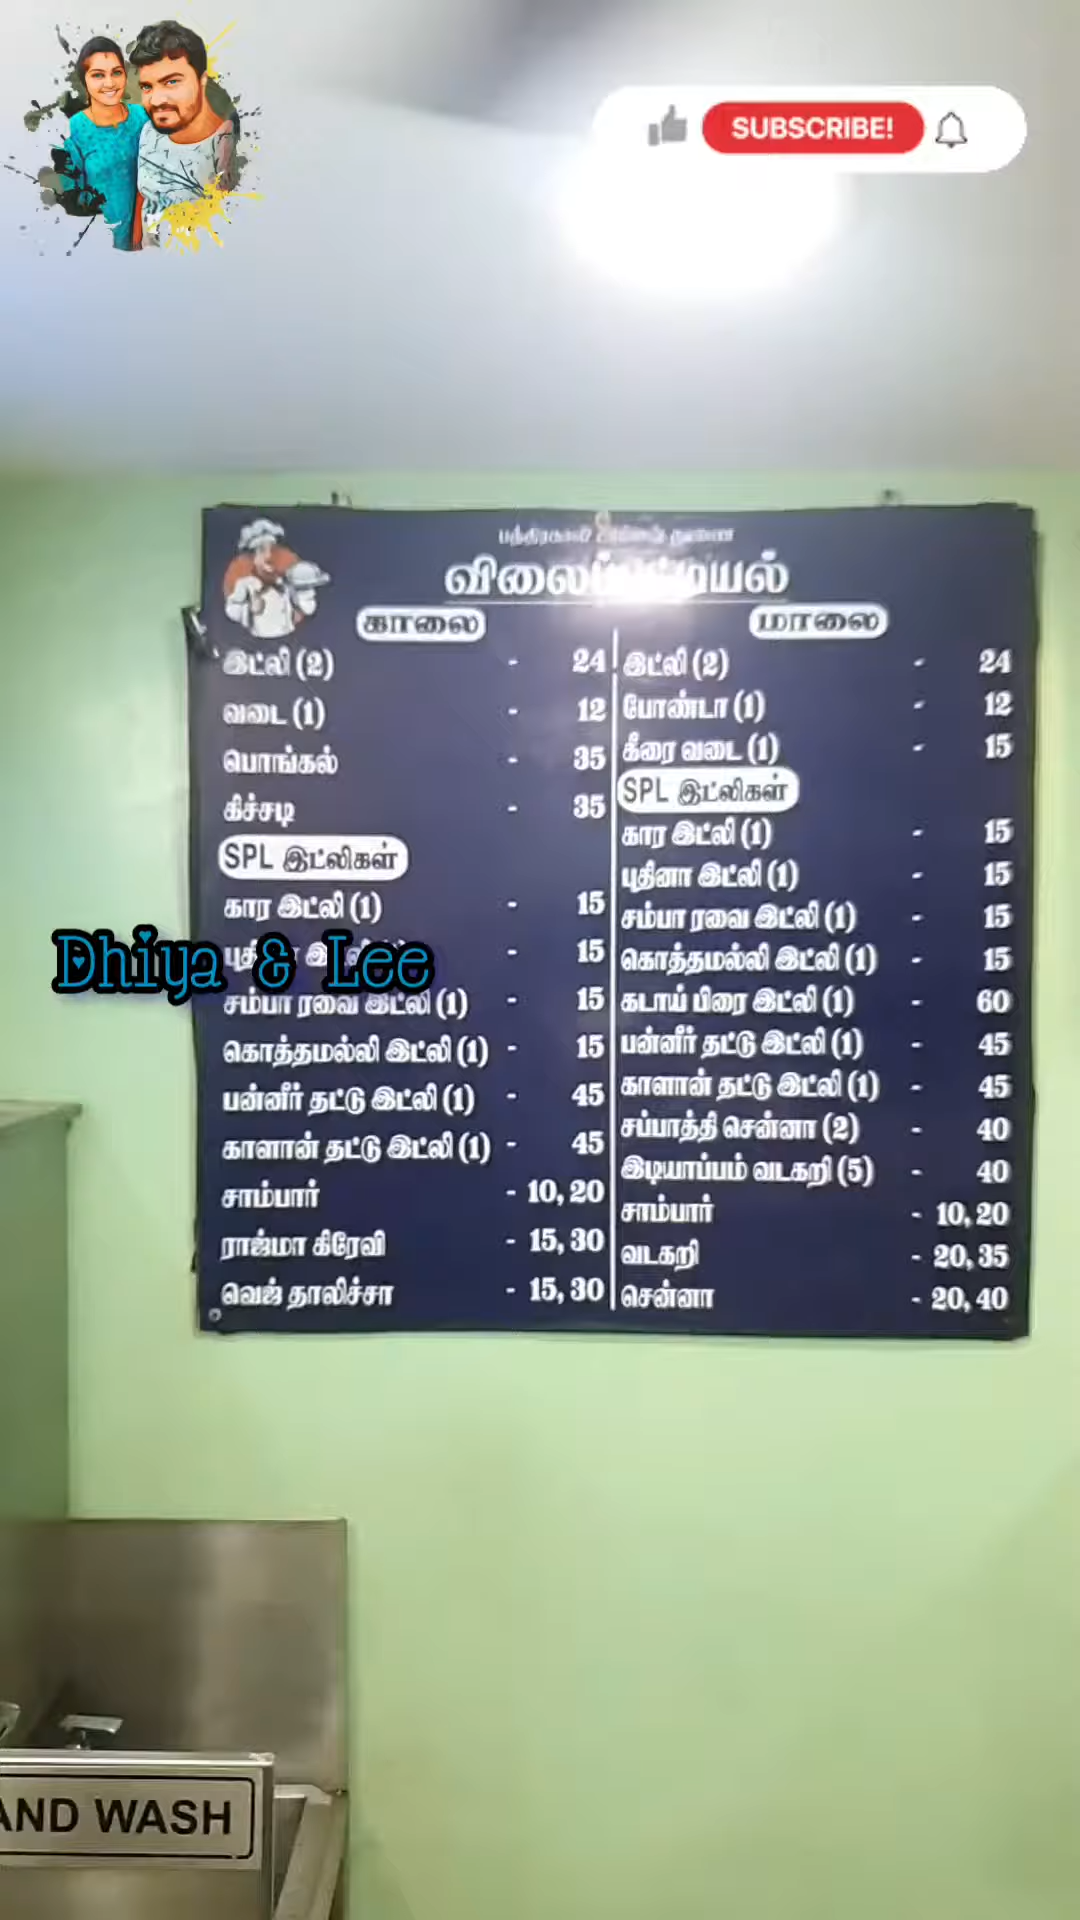 SUBSCRIBE!
துணை
காலை
இட்லி (2) - 24
வடை (1) - 12
பொங்கல் - 35
கிச்சடி - 35
SPL இட்லிகள்
கார இட்லி (1) - 15
- 15
சம்பா ரவை இட்லி (1) - 15
கொத்தமல்லி இட்லி (1) - 15
பன்னீர் தட்டு இட்லி (1) - 45
காளான் தட்டு இட்லி (1) - 45
சாம்பார் - 10, 20
ராஜ்மா கிரேவி - 15, 30
வெஜ் தாலிச்சா - 15, 30
மாலை
இட்லி (2) - 24
போண்டா (1) - 12
கீரை வடை (1) - 15
SPL இட்லிகள்
கார இட்லி (1) - 15
புதினா இட்லி (1) - 15
சம்பா ரவை இட்லி (1) - 15
கொத்தமல்லி இட்லி (1) - 15
கடாய் பிரை இட்லி (1) - 60
பன்னீர் தட்டு இட்லி (1) - 45
காளான் தட்டு இட்லி (1) - 45
சப்பாத்தி சென்னா (2) - 40
இடியாப்பம் வடகறி (5) - 40
சாம்பார் - 10, 20
வடகறி - 20, 35
சென்னா - 20, 40
Dhiya & Lee
AND WASH